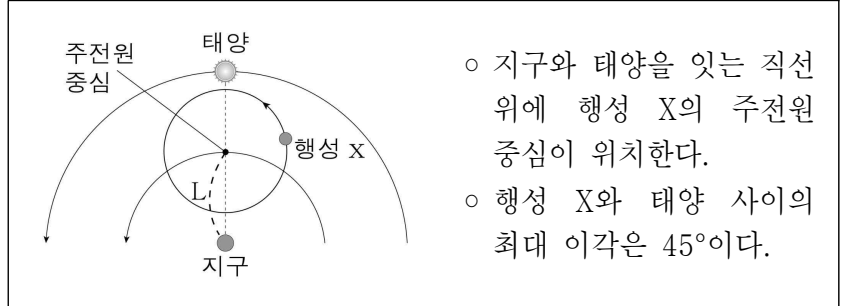 주전원
중심
태양
행성 X
L
지구
○ 지구와 태양을 잇는 직선
위에 행성 X의 주전원
중심이 위치한다.
○ 행성 X와 태양 사이의
최대 이각은 45°이다.